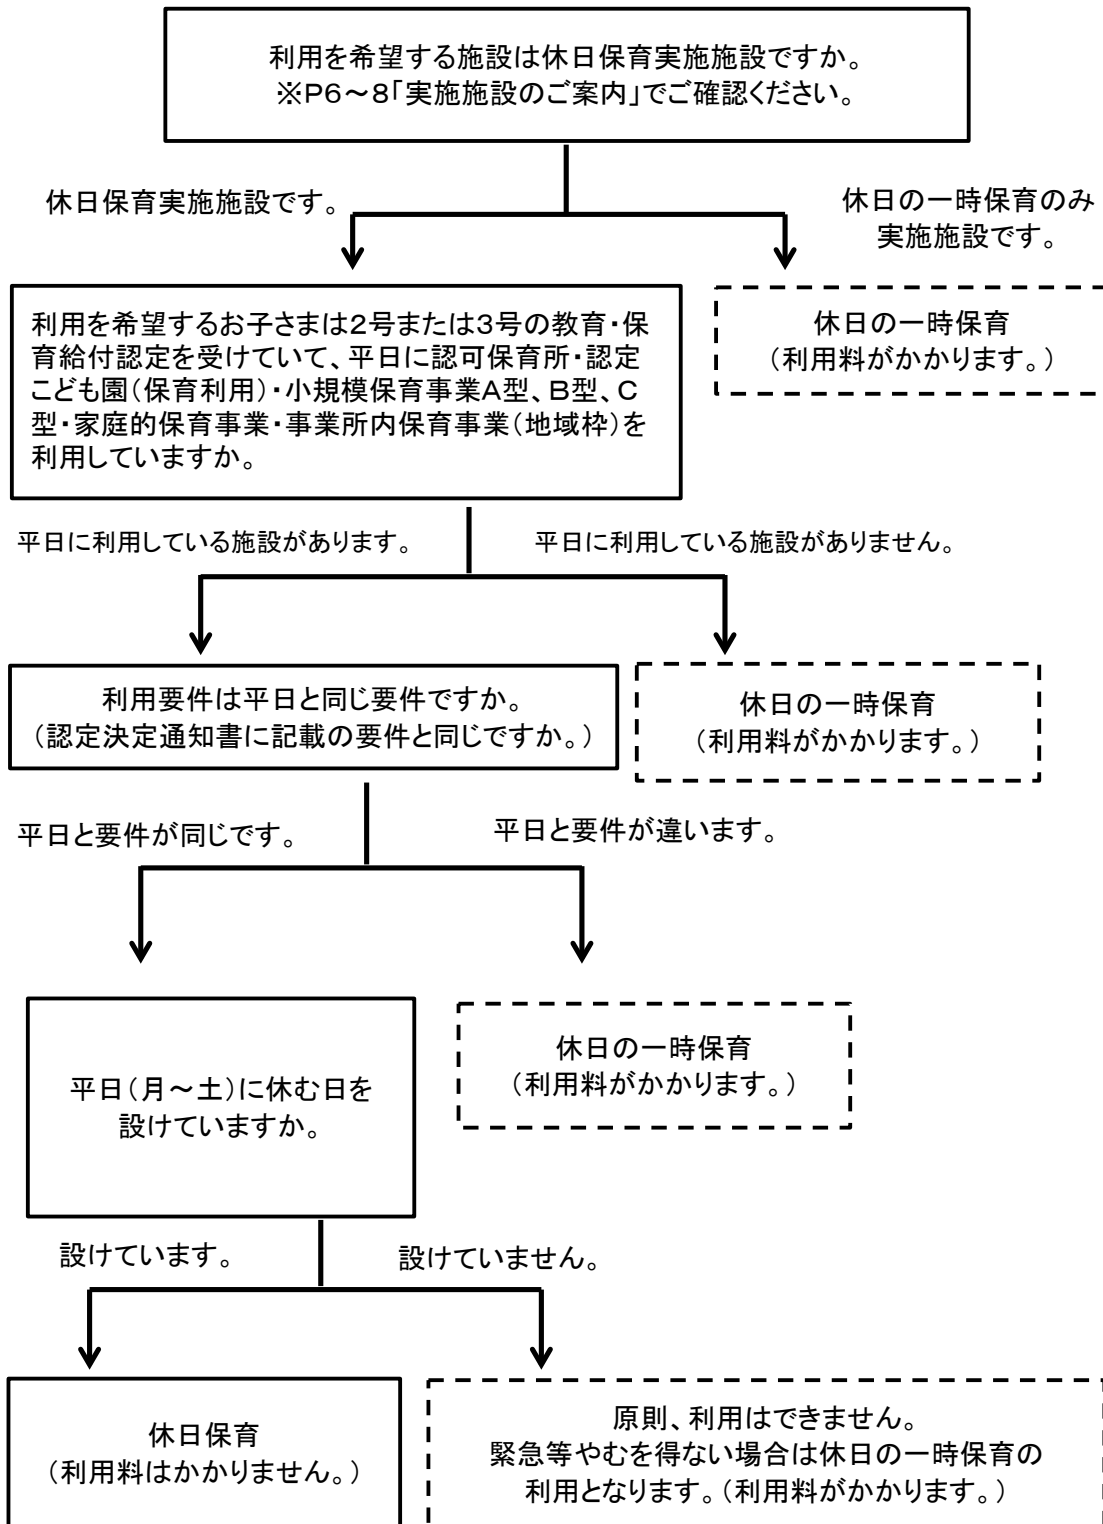 利用を希望する施設は休日保育実施施設ですか。
※P6～8「実施施設のご案内」でご確認ください。
休日保育実施施設です。
休日の一時保育のみ
実施施設です。
利用を希望するお子さまは2号または3号の教育・保
育給付認定を受けていて、平日に認可保育所・認定
こども園(保育利用)・小規模保育事業A型、B型、C
型・家庭的保育事業・事業所内保育事業(地域枠)を
利用していますか。
休日の一時保育
(利用料がかかります。)
平日に利用している施設があります。
平日に利用している施設がありません。
利用要件は平日と同じ要件ですか。
(認定決定通知書に記載の要件と同じですか。)
休日の一時保育
(利用料がかかります。)
平日と要件が同じです。
平日と要件が違います。
平日(月～土)に休む日を
設けていますか。
休日の一時保育
(利用料がかかります。)
設けています。
設けていません。
休日保育
(利用料はかかりません。)
原則、利用はできません。
緊急等やむを得ない場合は休日の一時保育の
利用となります。(利用料がかかります。)